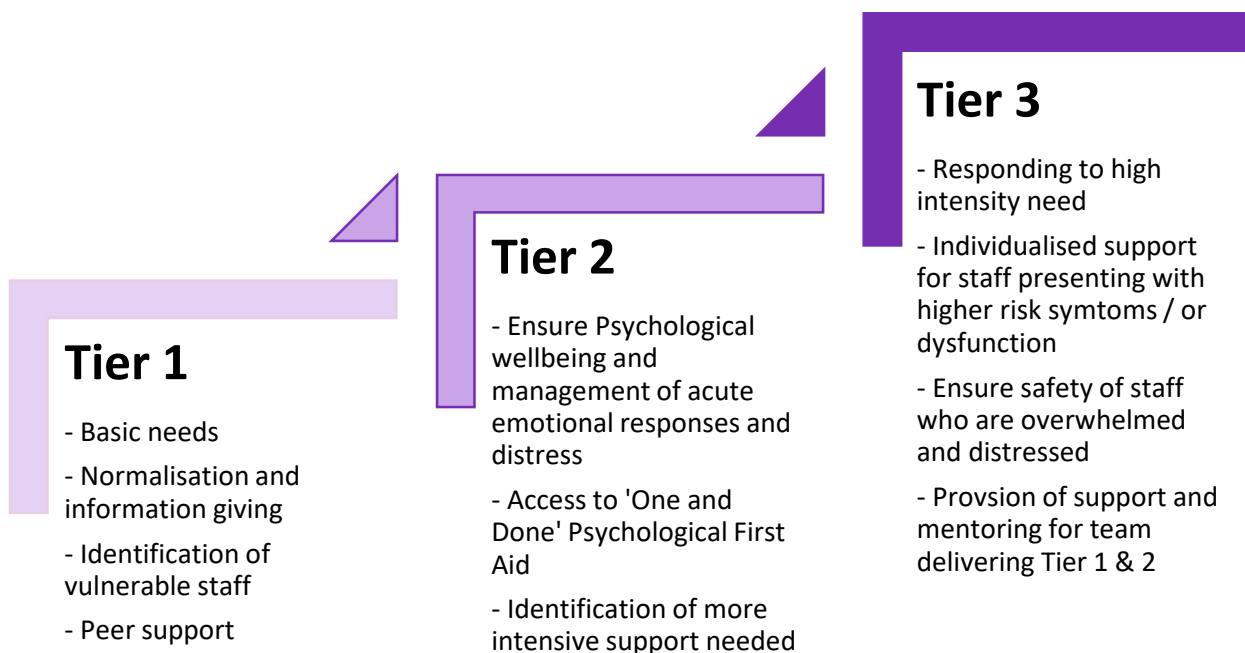 Tier 1
- Basic needs
- Normalisation and
information giving
- Identification of
vulnerable staff
- Peer support
Tier 2
- Ensure Psychological
wellbeing and
management of acute
emotional responses and
distress
- Access to 'One and
Done' Psychological First
Aid
- Identification of more
intensive support needed
Tier 3
- Responding to high
intensity need
- Individualised support
for staff presenting with
higher risk symtoms / or
dysfunction
- Ensure safety of staff
who are overwhelmed
and distressed
- Provsion of support and
mentoring for team
delivering Tier 1 & 2